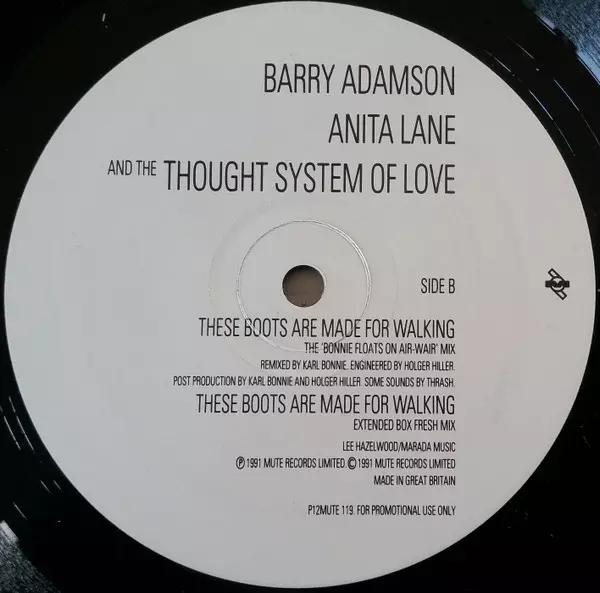 BARRY ADAMSON
ANITA LANE
AND THE THOUGHT SYSTEM OF LOVE
SIDE B
THESE BOOTS ARE MADE FOR WALKING
THE 'BONNIE FLOATS ON AIR-WAIR' MIX
REMIXED BY KARL BONNIE. ENGINEERED BY HOLGER HILLER.
POST PRODUCTION BY KARL BONNIE AND HOLGER HILLER. SOME SOUNDS BY THRASH.
THESE BOOTS ARE MADE FOR WALKING
EXTENDED BOX FRESH MIX
LEE HAZELWOOD/MARADA MUSIC
℗ 1991 MUTE RECORDS LIMITED. © 1991 MUTE RECORDS LIMITED
MADE IN GREAT BRITAIN
P12MUTE 119. FOR PROMOTIONAL USE ONLY